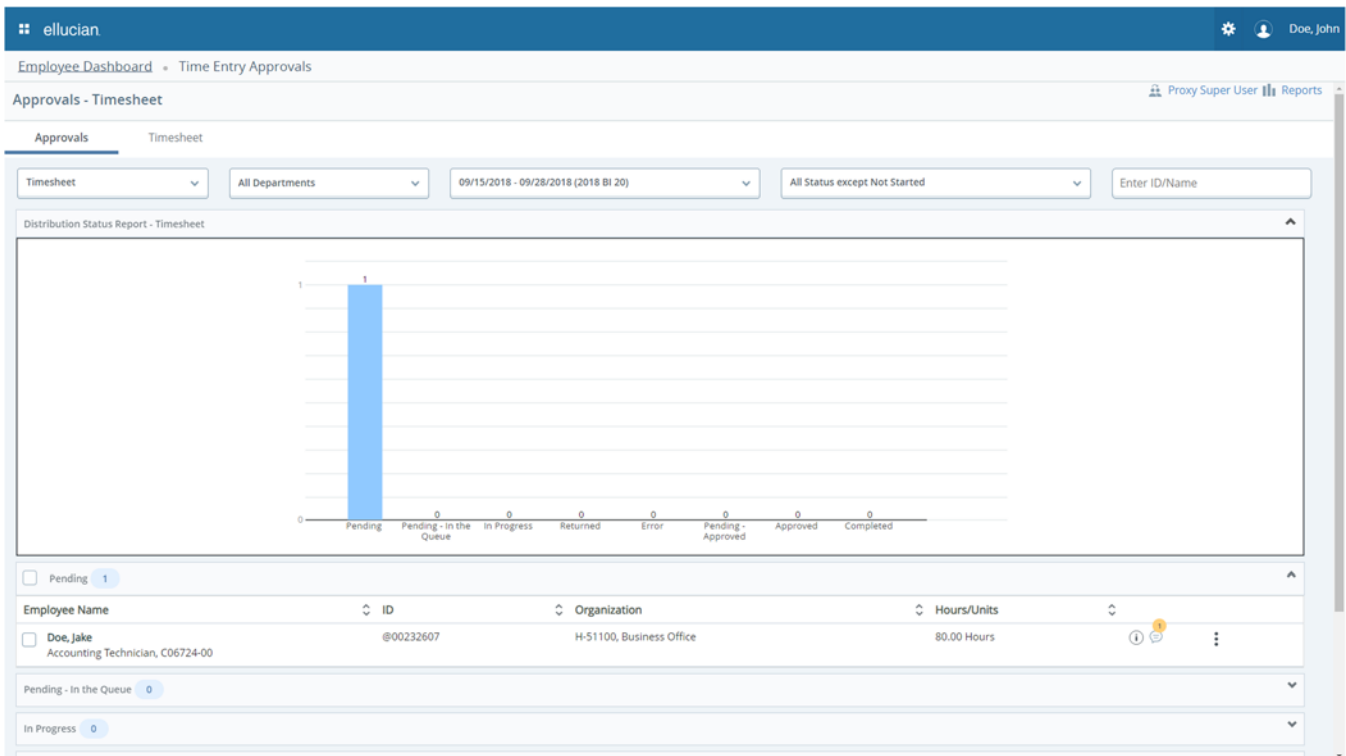 ellucian
Doe, John
Employee Dashboard • Time Entry Approvals
Approvals - Timesheet
Proxy Super User Reports
Approvals Timesheet
Timesheet All Departments 09/15/2018 - 09/28/2018 (2018 BI 20) All Status except Not Started Enter ID/Name
Distribution Status Report - Timesheet
1
1
0
0 0 0 0 0 0 0
Pending Pending - In the Queue In Progress Returned Error Pending - Approved Approved Completed
Pending 1
Employee Name ID Organization Hours/Units
Doe, Jake @00232607 H-51100, Business Office 80.00 Hours 1
Accounting Technician, C06724-00
Pending - In the Queue 0
In Progress 0